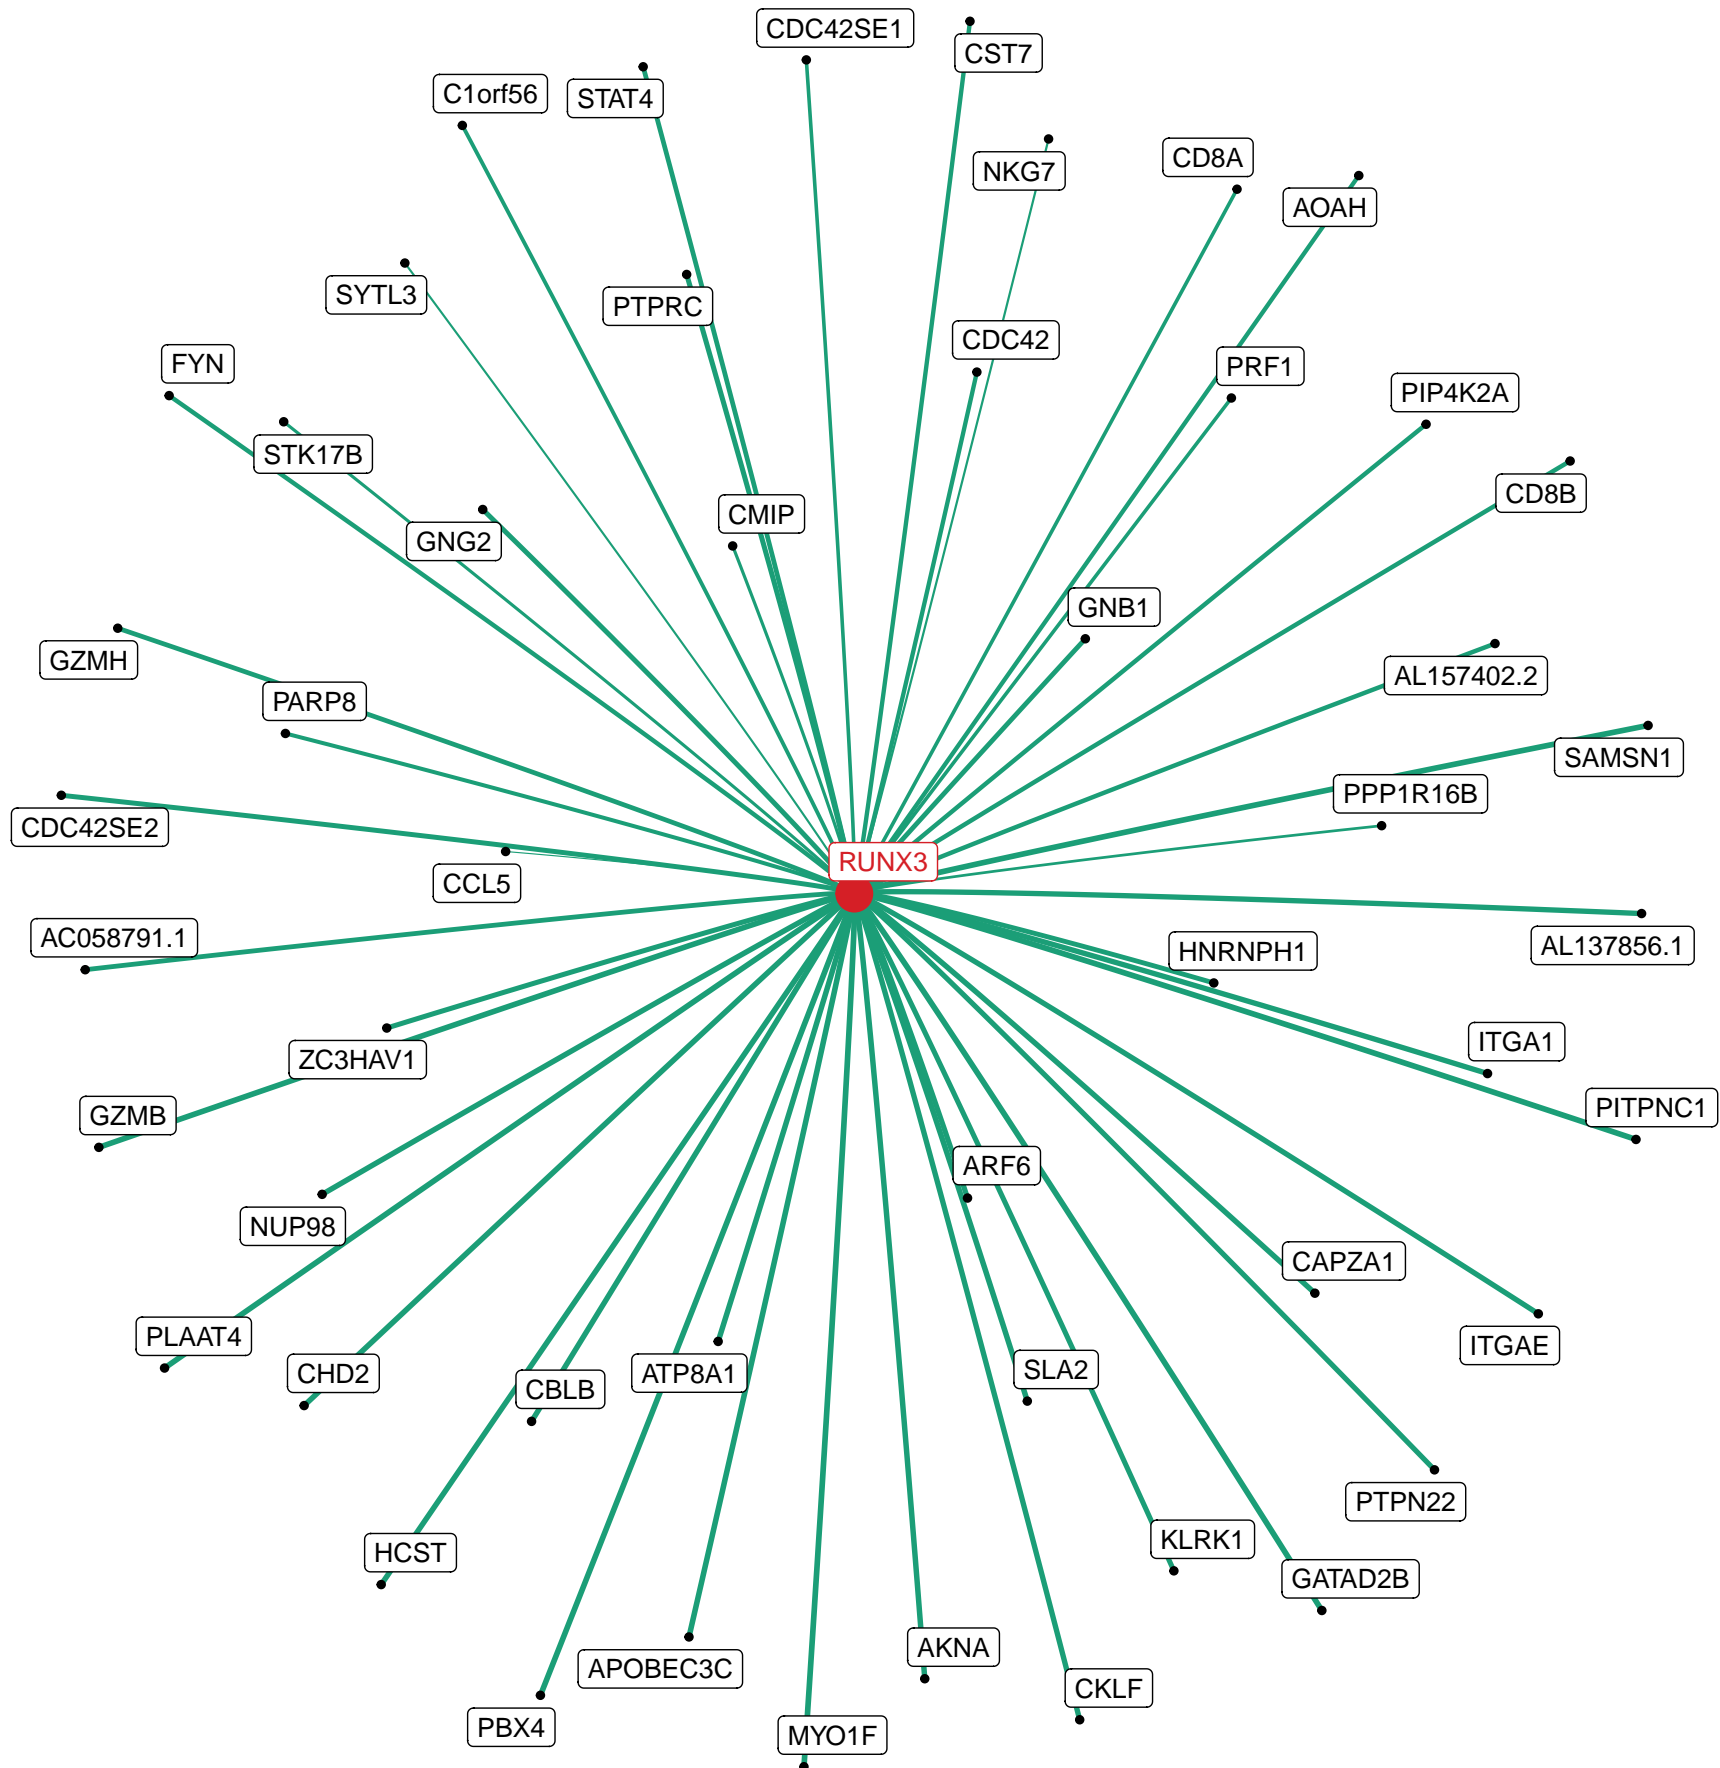 CDC42SE1
CST7
C1orf56
STAT4
NKG7
CD8A
AOAH
SYTL3
PTPRC
CDC42
FYN
PRF1
PIP4K2A
STK17B
CD8B
CMIP
GNG2
GNB1
GZMH
AL157402.2
PARP8
SAMSN1
PPP1R16B
CDC42SE2
RUNX3
CCL5
AC058791.1
AL137856.1
HNRNPH1
ITGA1
ZC3HAV1
PITPNC1
GZMB
ARF6
NUP98
CAPZA1
PLAAT4
ITGAE
SLA2
CHD2
ATP8A1
CBLB
PTPN22
KLRK1
HCST
GATAD2B
AKNA
APOBEC3C
CKLF
PBX4
MYO1F